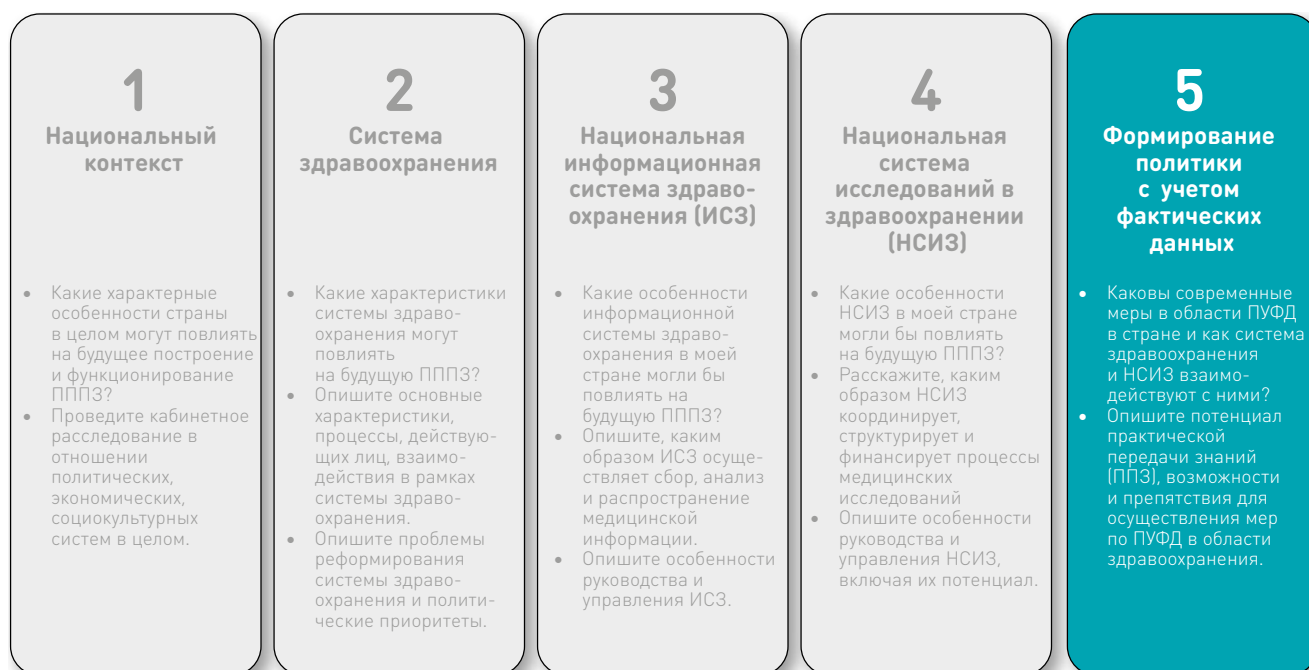 1
Национальный
контекст
• Какие характерные
особенности страны
в целом могут повлиять
на будущее построение
и функционирование
ПППЗ?
• Проведите кабинетное
расследование в
отношении
политических,
экономических,
социокультурных
систем в целом.
2
Система
здравоохранения
• Какие характеристики
системы здраво-
охранения могут
повлиять
на будущую ПППЗ?
• Опишите основные
характеристики,
процессы, действую-
щих лиц, взаимо-
действия в рамках
системы здраво-
охранения.
• Опишите проблемы
реформирования
системы здраво-
охранения и полити-
ческие приоритеты.
3
Национальная
информационная
система здраво-
охранения (ИСЗ)
• Какие особенности
информационной
системы здраво-
охранения в моей
стране могли бы
повлиять на
будущую ПППЗ?
• Опишите, каким
образом ИСЗ осуще-
ствляет сбор, анализ
и распространение
медицинской
информации.
• Опишите особенности
руководства и
управления ИСЗ.
4
Национальная
система
исследований в
здравоохранении
(НСИЗ)
• Какие особенности
НСИЗ в моей стране
могли бы повлиять
на будущую ПППЗ?
• Расскажите, каким
образом НСИЗ
координирует,
структурирует и
финансирует процессы
медицинских
исследований
• Опишите особенности
руководства и
управления НСИЗ,
включая их потенциал.
5
Формирование
политики
с учетом
фактических
данных
• Каковы современные
меры в области ПУФД
в стране и как система
здравоохранения
и НСИЗ взаимо-
действуют с ними?
• Опишите потенциал
практической
передачи знаний
(ППЗ), возможности
и препятствия для
осуществления мер
по ПУФД в области
здравоохранения.